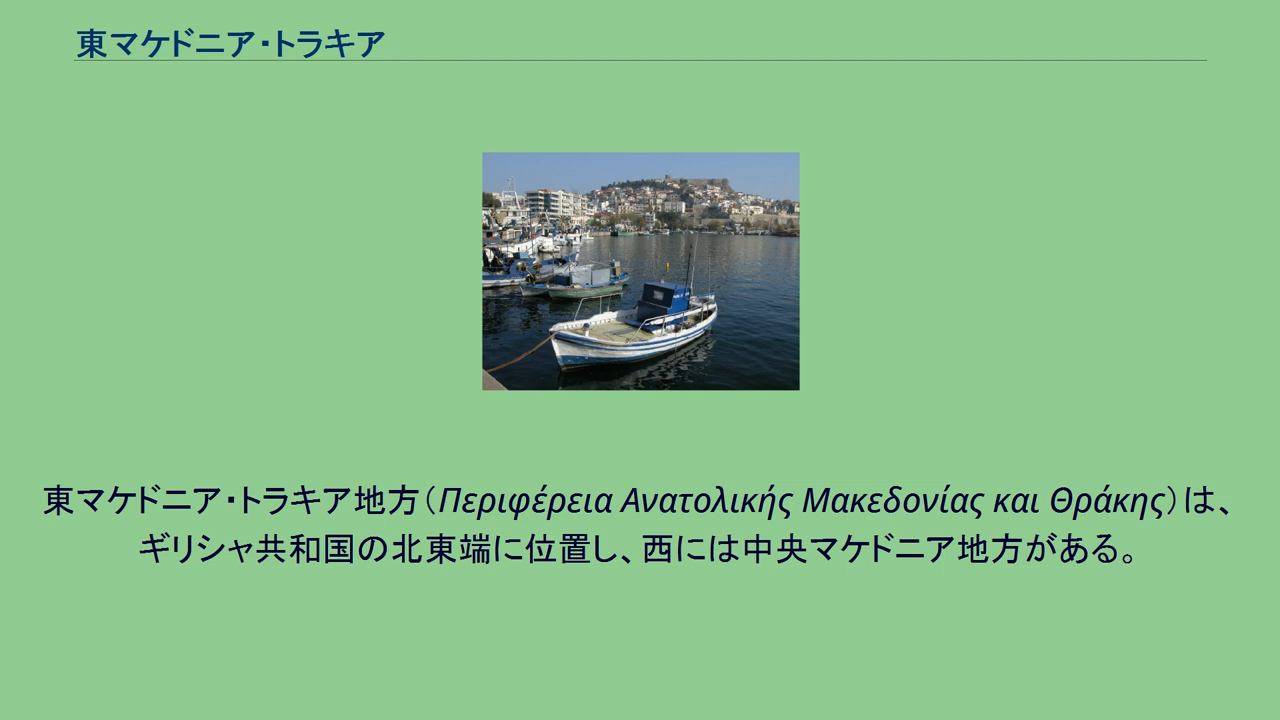 東マケドニア・トラキア
東マケドニア・トラキア地方（Περιφέρεια Ανατολικής Μακεδονίας και Θράκης）は、
ギリシャ共和国の北東端に位置し、西には中央マケドニア地方がある。